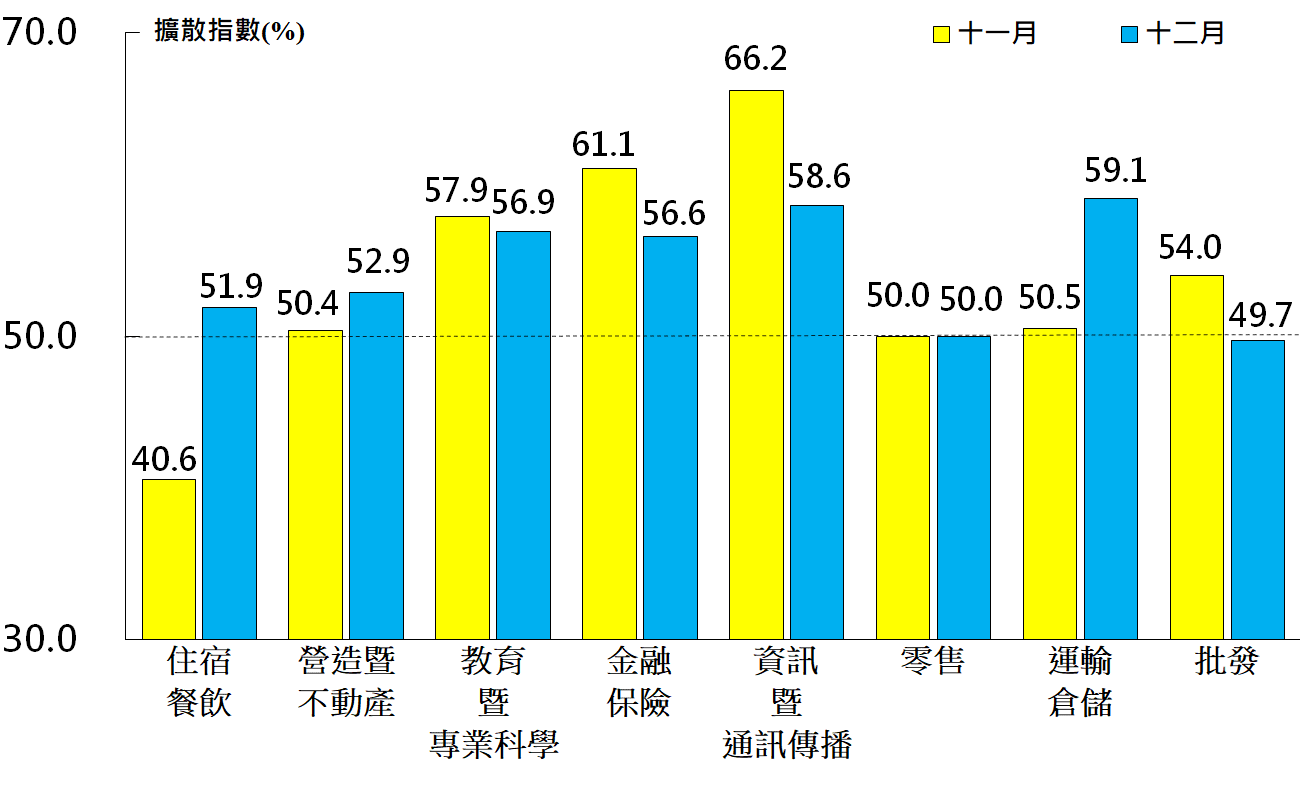 70.0
擴散指數(%)
十一月
十二月
66.2
61.1
58.6
59.1
57.9
56.9
56.6
54.0
51.9
50.4
52.9
50.0
50.0
50.5
49.7
50.0
40.6
30.0
住宿
餐飲
營造暨
不動產
教育
暨
專業科學
金融
保險
資訊
暨
通訊傳播
零售
運輸
倉儲
批發